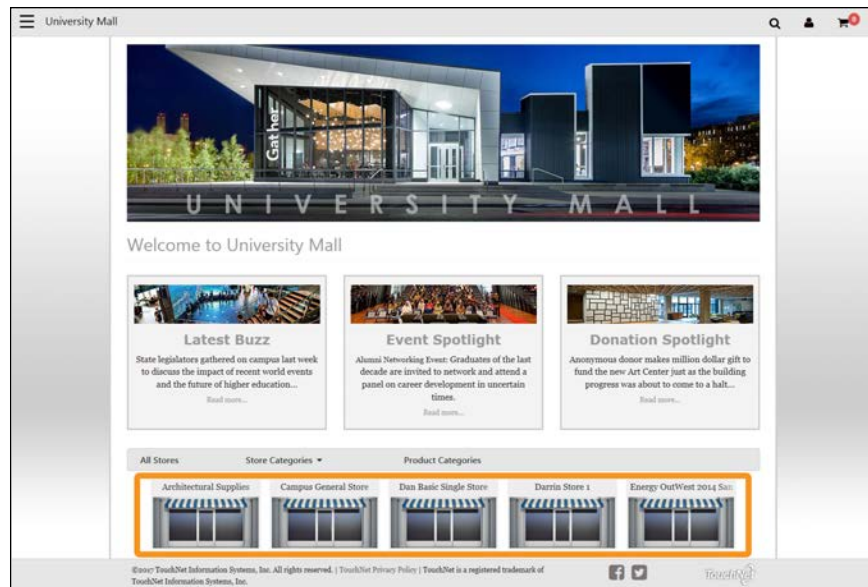 University Mall
0
Gather
UNIVERSITY MALL
Welcome to University Mall
Latest Buzz
State legislators gathered on campus last week
to discuss the impact of recent world events
and the future of higher education...
Read more...
Event Spotlight
Alumni Networking Event: Graduates of the last
decade are invited to network and attend a
panel on career development in uncertain
times.
Read more...
Donation Spotlight
Anonymous donor makes million dollar gift to
fund the new Art Center just as the building
progress was about to come to a halt...
Read more...
All Stores Store Categories Product Categories
Architectural Supplies Campus General Store Dan Basic Single Store Darrin Store 1 Energy OutWest 2014 San
©2017 TouchNet Information Systems, Inc. All rights reserved. | TouchNet Privacy Policy | TouchNet is a registered trademark of
TouchNet Information Systems, Inc.
TouchNet